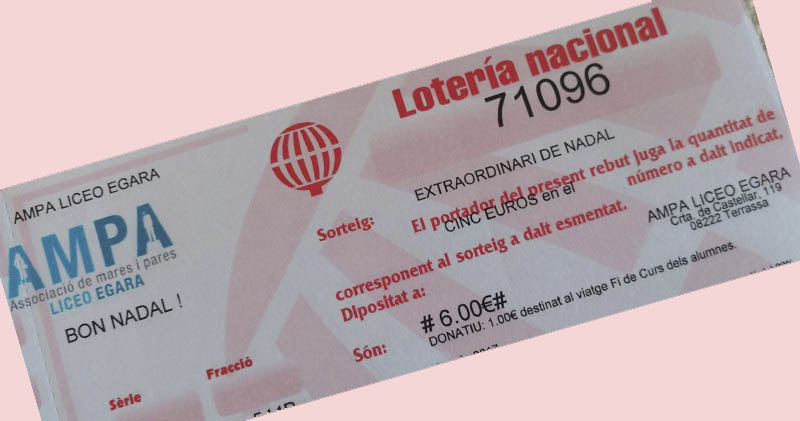 Lotería nacional
71096
AMPA LICEO EGARA
AMPA
Associació de mares i pares
LICEO EGARA
BON NADAL !
Sorteig:
EXTRAORDINARI DE NADAL
El portador del present rebut juga la quantitat de
CINC EUROS en el
número a dalt indicat,
corresponent al sorteig a dalt esmentat.
Dipositat a:
AMPA LICEO EGARA
Crta. de Castellar, 119
08222 Terrassa
Són:
# 6.00€#
DONATIU: 1.00€ destinat al viatge Fi de Curs dels alumnes.
Sèrie
Fracció